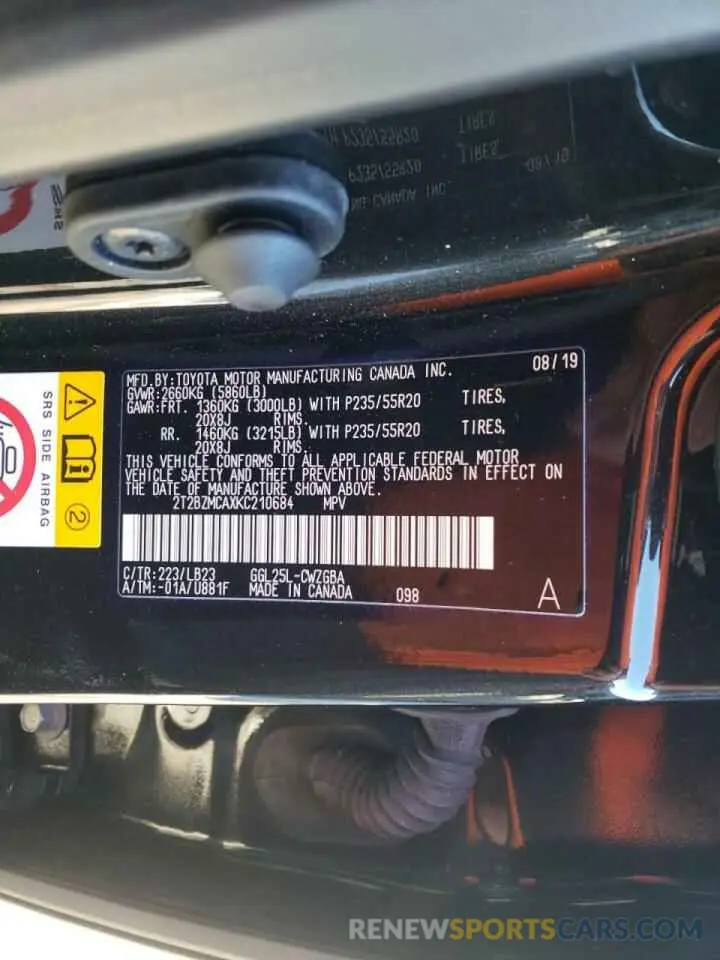 MFD.BY:TOYOTA MOTOR MANUFACTURING CANADA INC. 08/19
GVWR:2660KG (5860LB)
GAWR:FRT. 1360KG (3000LB) WITH P235/55R20 TIRES,
20X8J RIMS.
RR. 1460KG (3215LB) WITH P235/55R20 TIRES,
20X8J RIMS.
THIS VEHICLE CONFORMS TO ALL APPLICABLE FEDERAL MOTOR
VEHICLE SAFETY AND THEFT PREVENTION STANDARDS IN EFFECT ON
THE DATE OF MANUFACTURE SHOWN ABOVE.
2T2BZMCAXKC210684 MPV
C/TR:223/LB23 GGL25L-CWZGBA
A/TM:-01A/U881F MADE IN CANADA 098 A
SRS SIDE AIRBAG
2
RENEWSPORTSCARS.COM